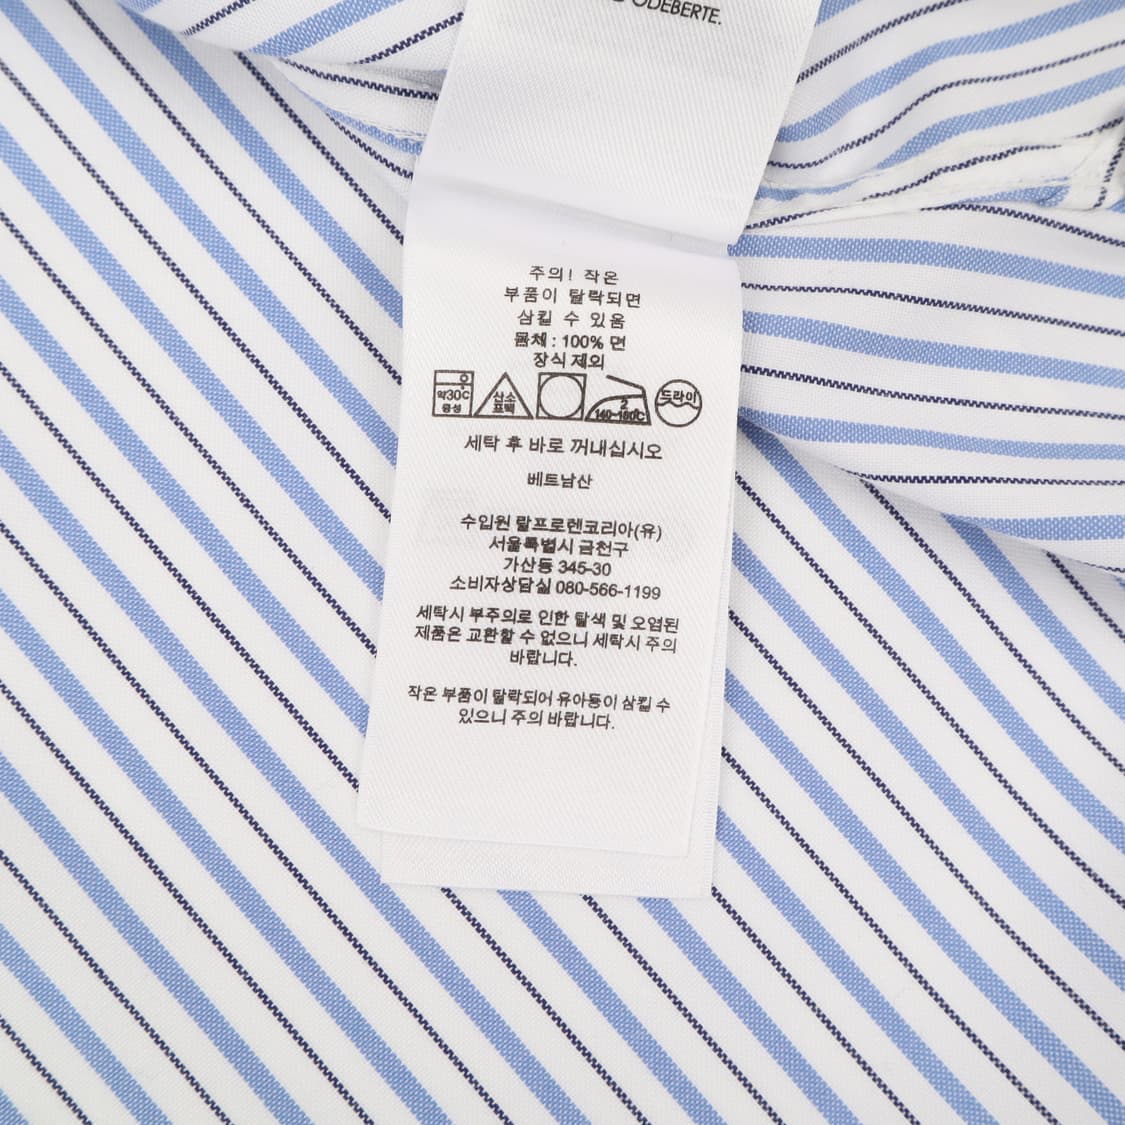 ODEBERTE.
주의! 작은
부품이 탈락되면
삼킬 수 있음
몸체 : 100% 면
장식 제외
약30℃
중성
산소
표백
2
140~160℃
드라이
세탁 후 바로 꺼내십시오
베트남산
수입원 랄프로렌코리아(유)
서울특별시 금천구
가산동 345-30
소비자상담실 080-566-1199
세탁시 부주의로 인한 탈색 및 오염된
제품은 교환할 수 없으니 세탁시 주의
바랍니다.
작은 부품이 탈락되어 유아등이 삼킬 수
있으니 주의 바랍니다.